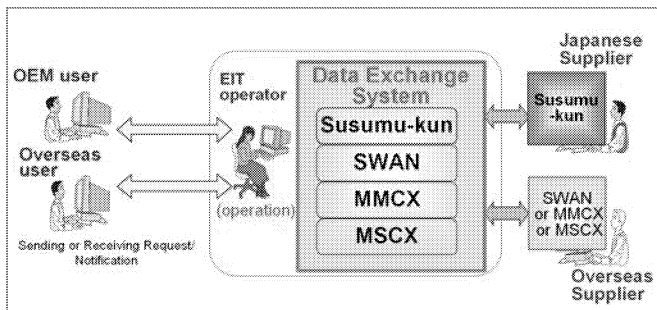 OEM user
Overseas
user
Sending or Receiving Request/
Notification
EIT
operator
(operation)
Data Exchange
System
Susumu-kun
SWAN
MMCX
MSCX
Japanese
Supplier
Susumu
-kun
SWAN
or MMCX
or MSCX
Overseas
Supplier